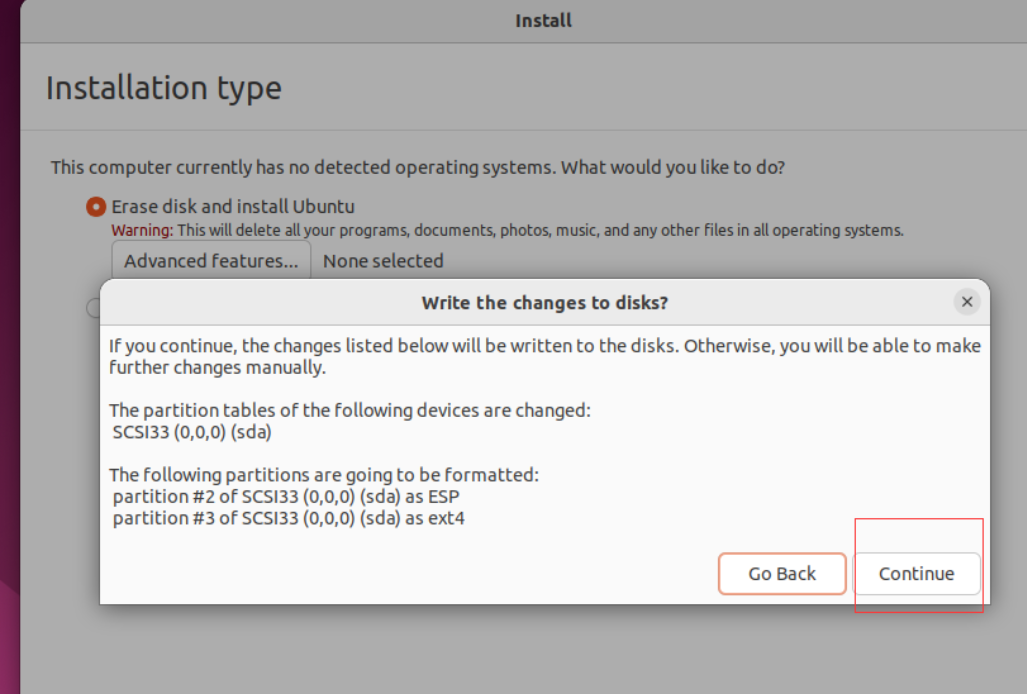 Install
Installation type
This computer currently has no detected operating systems. What would you like to do?
Erase disk and install Ubuntu
Warning: This will delete all your programs, documents, photos, music, and any other files in all operating systems.
Advanced features... None selected
Write the changes to disks?
If you continue, the changes listed below will be written to the disks. Otherwise, you will be able to make
further changes manually.
The partition tables of the following devices are changed:
SCSI33 (0,0,0) (sda)
The following partitions are going to be formatted:
partition #2 of SCSI33 (0,0,0) (sda) as ESP
partition #3 of SCSI33 (0,0,0) (sda) as ext4
Go Back Continue